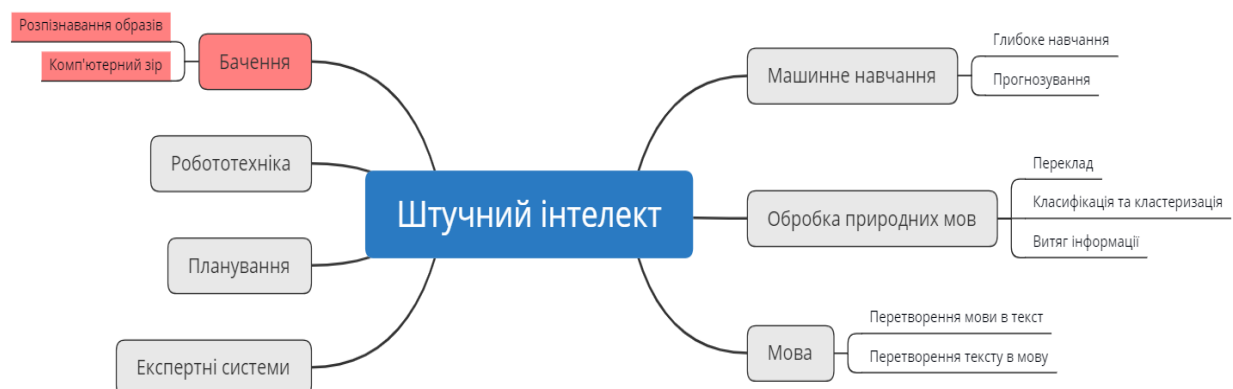 Розпізнавання образів
Комп'ютерний зір
Бачення
Робототехніка
Планування
Експертні системи
Штучний інтелект
Машинне навчання
Глибоке навчання
Прогнозування
Обробка природних мов
Переклад
Класифікація та кластеризація
Витяг інформації
Мова
Перетворення мови в текст
Перетворення тексту в мову